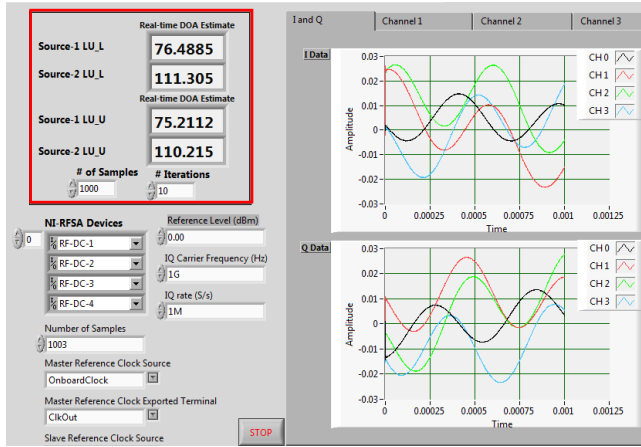 Real-time DOA Estimate
Source-1 LU_L 76.4885
Source-2 LU_L 111.305
Real-time DOA Estimate
Source-1 LU_U 75.2112
Source-2 LU_U 110.215
# of Samples # Iterations
1000 10
NI-RFSA Devices
0
RF-DC-1
RF-DC-2
RF-DC-3
RF-DC-4
Reference Level (dBm)
0.00
IQ Carrier Frequency (Hz)
1G
IQ rate (S/s)
1M
Number of Samples
1003
Master Reference Clock Source
OnboardClock
Master Reference Clock Exported Terminal
ClkOut
Slave Reference Clock Source
STOP
I and Q Channel 1 Channel 2 Channel 3
I Data
Amplitude
0.03
0.02
0.01
0
-0.01
-0.02
-0.03
0 0.00025 0.0005 0.00075 0.001 0.00125
Time
CH 0
CH 1
CH 2
CH 3
Q Data
Amplitude
0.03
0.02
0.01
0
-0.01
-0.02
-0.03
0 0.00025 0.0005 0.00075 0.001 0.00125
Time
CH 0
CH 1
CH 2
CH 3